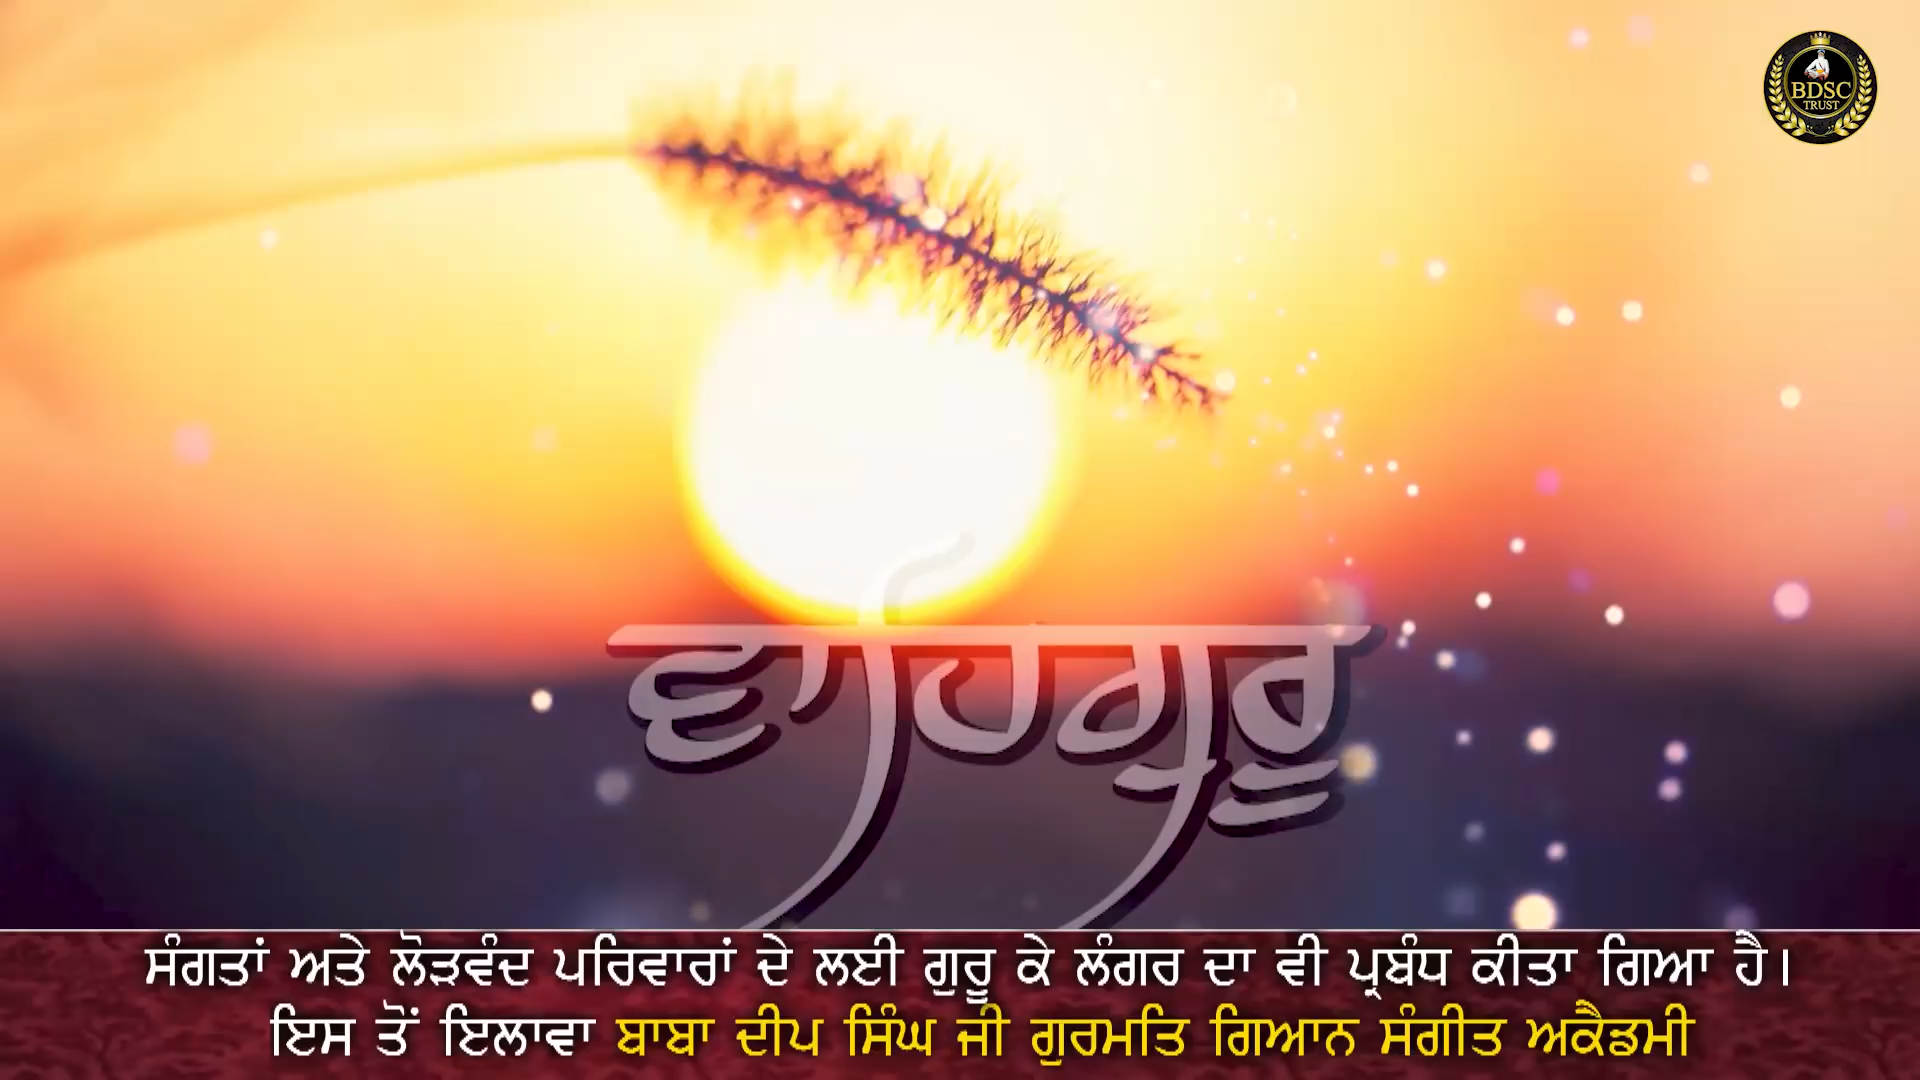 BDSC
TRUST
ਵਾਹਿਗੁਰੂ
ਸੰਗਤਾਂ ਅਤੇ ਲੋੜਵੰਦ ਪਰਿਵਾਰਾਂ ਦੇ ਲਈ ਗੁਰੂ ਕੇ ਲੰਗਰ ਦਾ ਵੀ ਪ੍ਰਬੰਧ ਕੀਤਾ ਗਿਆ ਹੈ।
ਇਸ ਤੋਂ ਇਲਾਵਾ ਬਾਬਾ ਦੀਪ ਸਿੰਘ ਜੀ ਗੁਰਮਤਿ ਗਿਆਨ ਸੰਗੀਤ ਅਕੈਡਮੀ